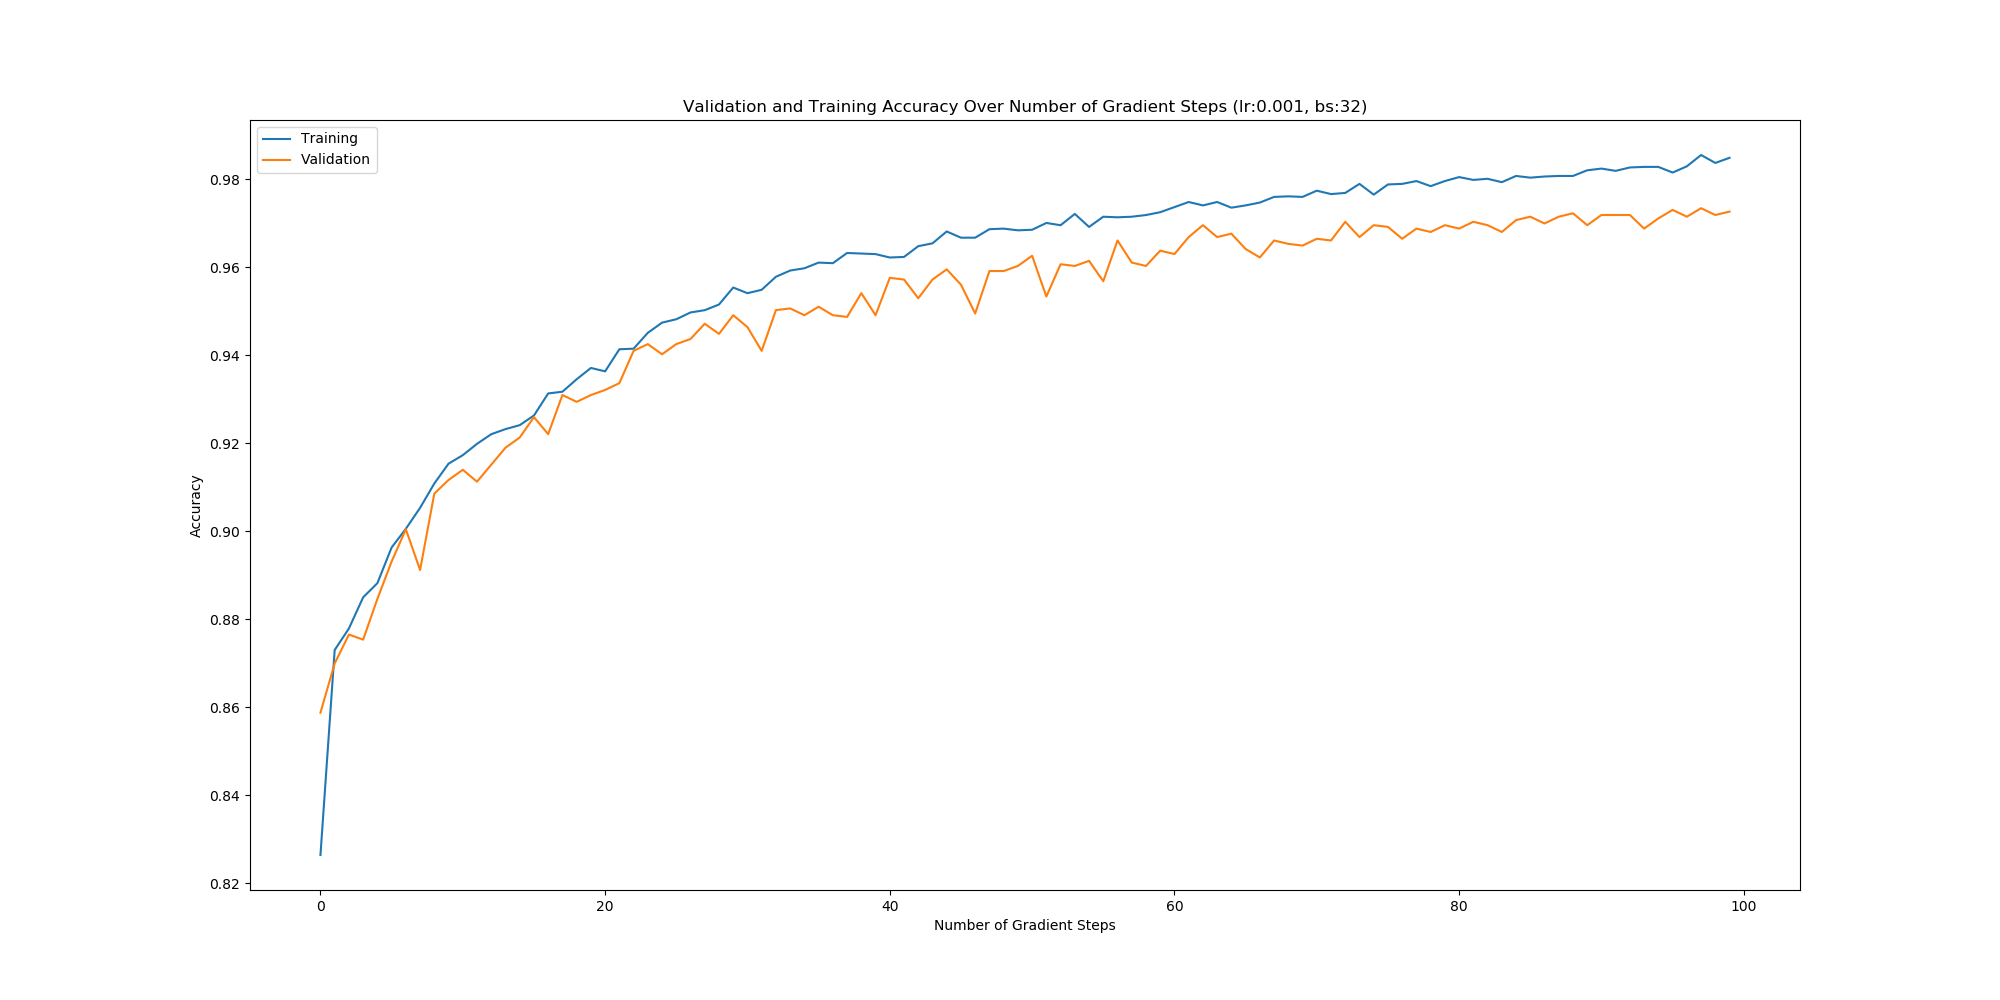 Validation and Training Accuracy Over Number of Gradient Steps (lr:0.001, bs:32)
Training
Validation
0.98
0.96
0.94
0.92
0.90
0.88
0.86
0.84
0.82
Accuracy
0 20 40 60 80 100
Number of Gradient Steps